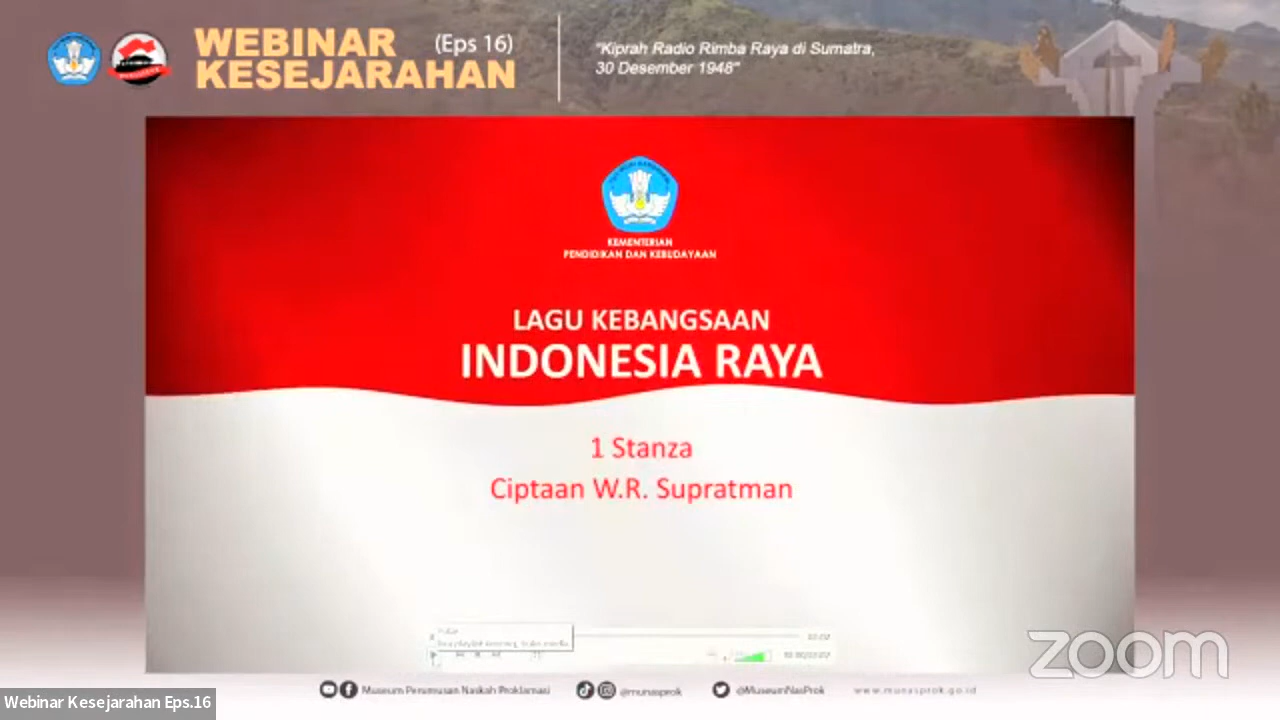 WEBINAR (Eps 16)
KESEJARAHAN
"Kiprah Radio Rimba Raya di Sumatra,
30 Desember 1948"
KEMENTERIAN
PENDIDIKAN DAN KEBUDAYAAN
LAGU KEBANGSAAN
INDONESIA RAYA
1 Stanza
Ciptaan W.R. Supratman
zoom
Museum Perumusan Naskah Proklamasi
@munasprok
@MuseumNasProk
www.munasprok.go.id
Webinar Kesejarahan Eps.16